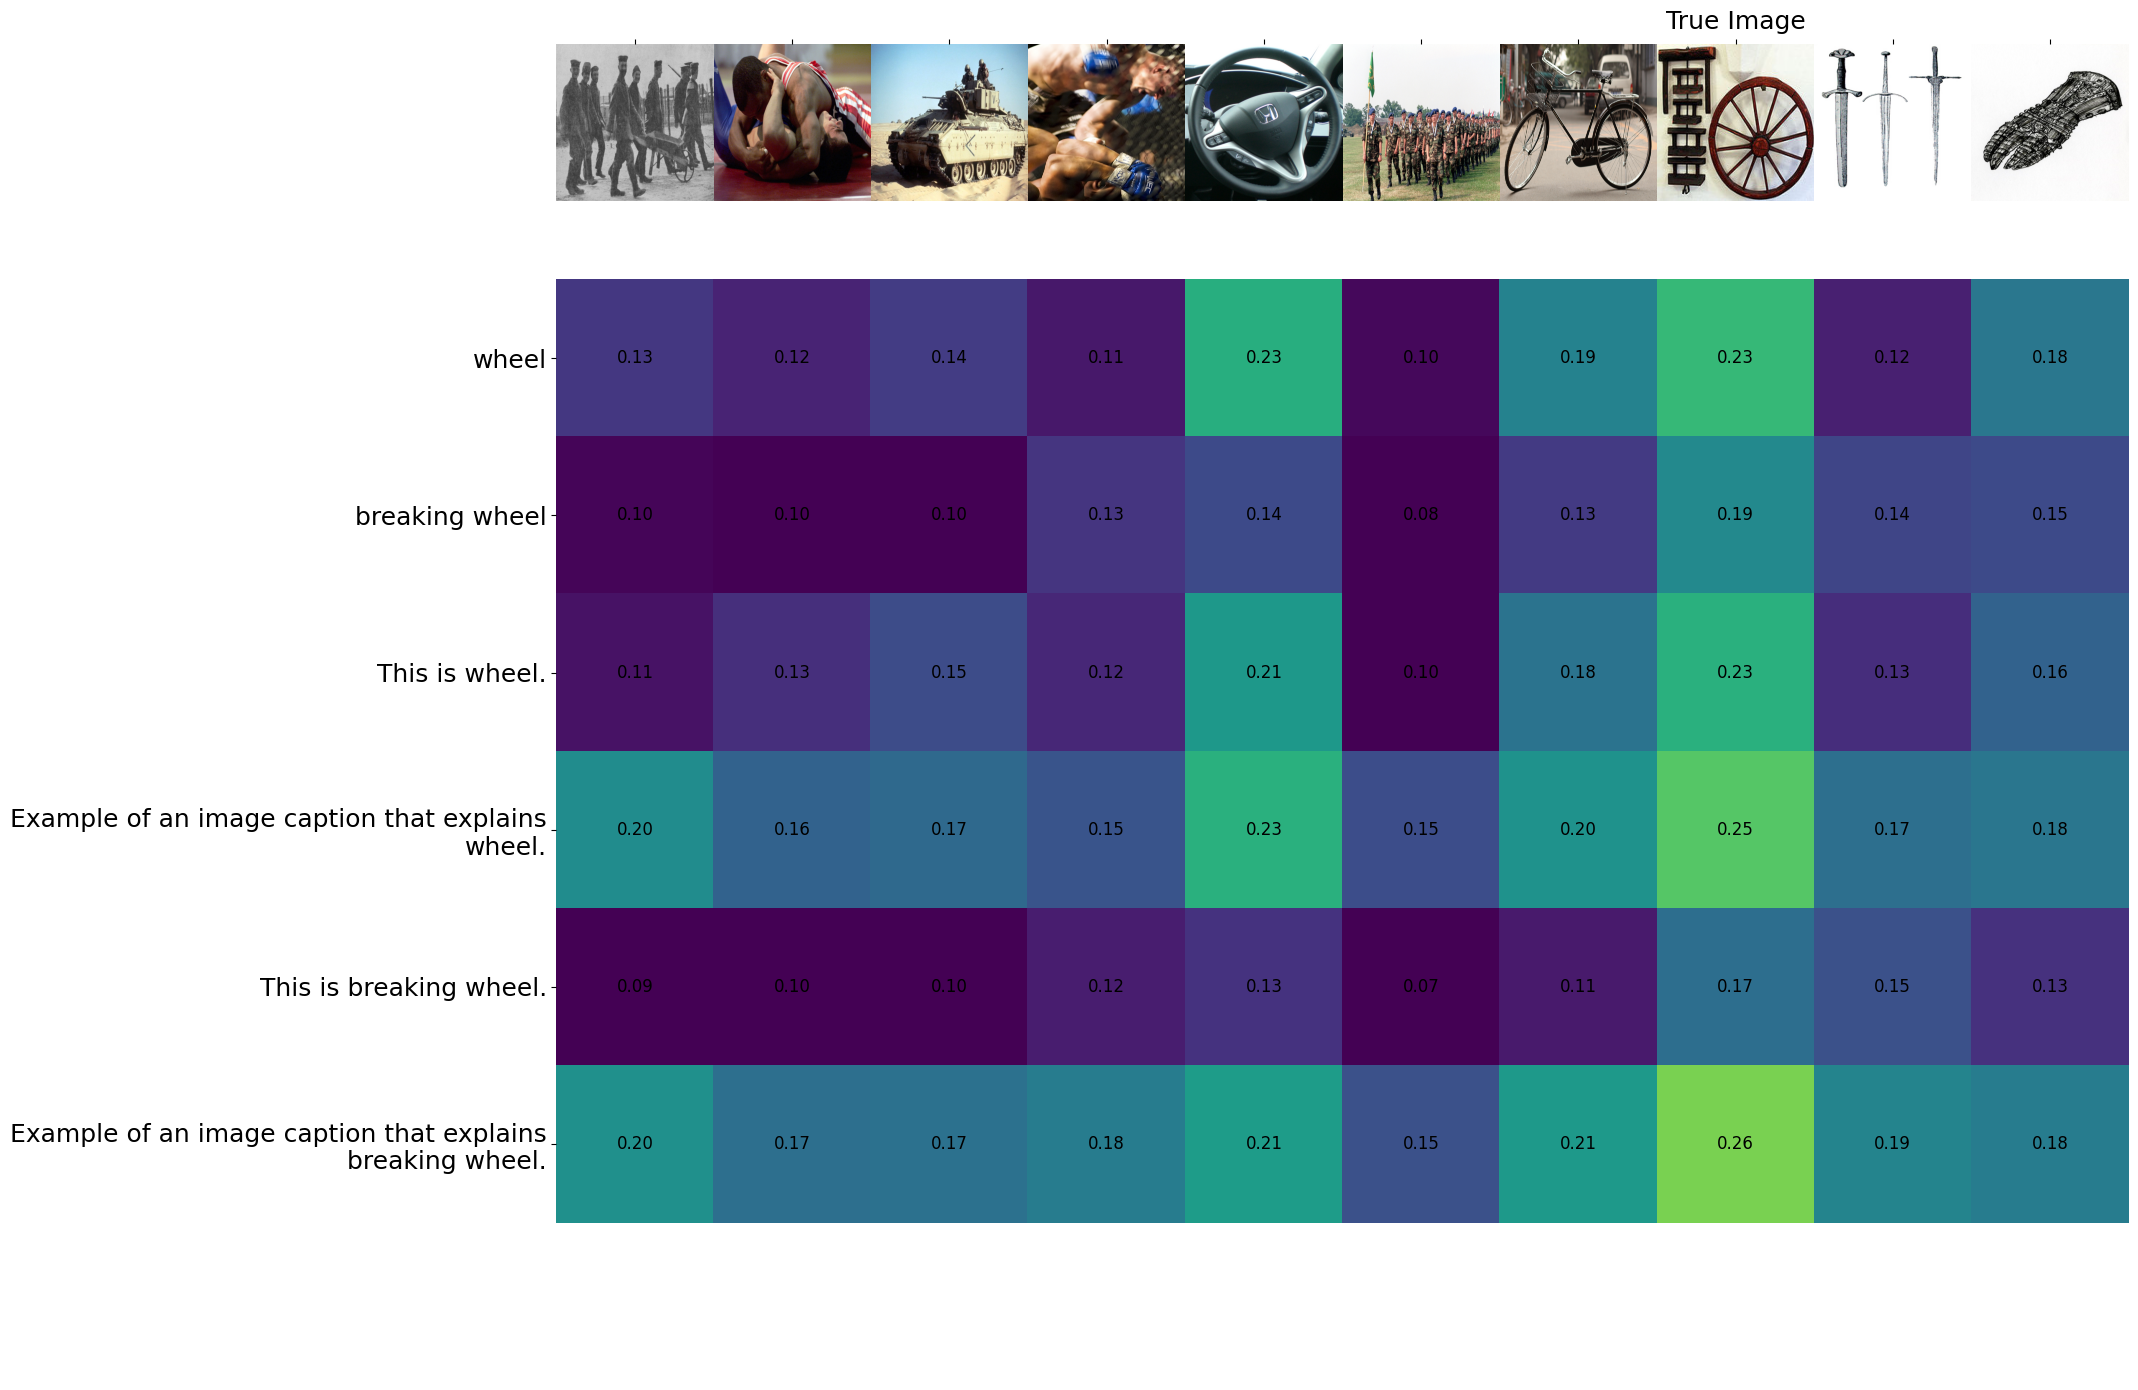 True Image
wheel
0.13 0.12 0.14 0.11 0.23 0.10 0.19 0.23 0.12 0.18
breaking wheel
0.10 0.10 0.10 0.13 0.14 0.08 0.13 0.19 0.14 0.15
This is wheel.
0.11 0.13 0.15 0.12 0.21 0.10 0.18 0.23 0.13 0.16
Example of an image caption that explains
wheel.
0.20 0.16 0.17 0.15 0.23 0.15 0.20 0.25 0.17 0.18
This is breaking wheel.
0.09 0.10 0.10 0.12 0.13 0.07 0.11 0.17 0.15 0.13
Example of an image caption that explains
breaking wheel.
0.20 0.17 0.17 0.18 0.21 0.15 0.21 0.26 0.19 0.18